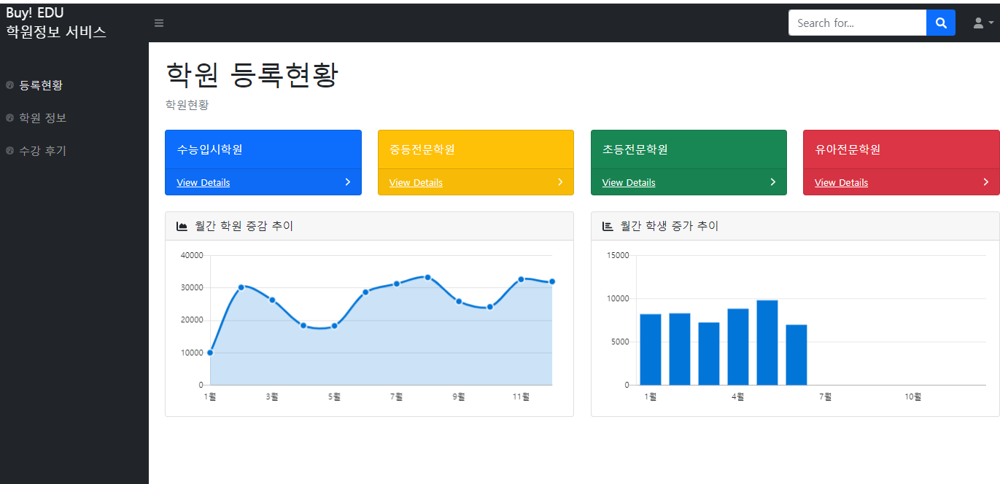 Buy! EDU
학원정보 서비스
Search for...
등록현황
학원 정보
수강 후기
학원 등록현황
학원현황
수능입시학원
View Details
중등전문학원
View Details
초등전문학원
View Details
유아전문학원
View Details
월간 학원 증감 추이
40000
30000
20000
10000
0
1월 3월 5월 7월 9월 11월
월간 학생 증가 추이
15000
10000
5000
0
1월 4월 7월 10월